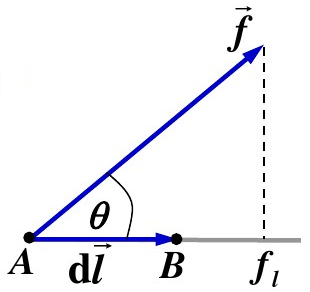 f⃗
θ
A dl⃗ B f_l